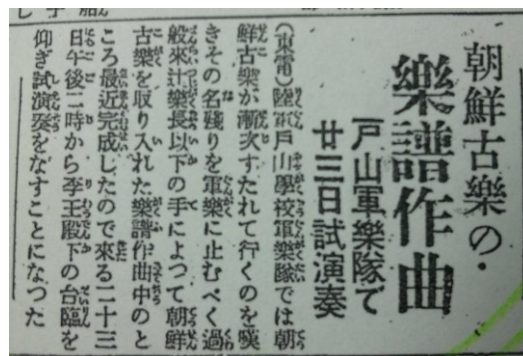 朝鮮古樂の・
樂譜作曲
戸山軍樂隊で
廿三日試演奏
(東電)陸軍戸山學校軍樂隊では朝
鮮古樂が漸次すたれて行くのを嘆
きその名殘りを軍樂に止むべく過
般來辻樂長以下の手によつて朝鮮
古樂を取り入れた樂譜作曲中のと
ころ最近完成したので來る二十三
日午後二時から李王殿下の台臨を
仰ぎ試演奏をなすことになつた